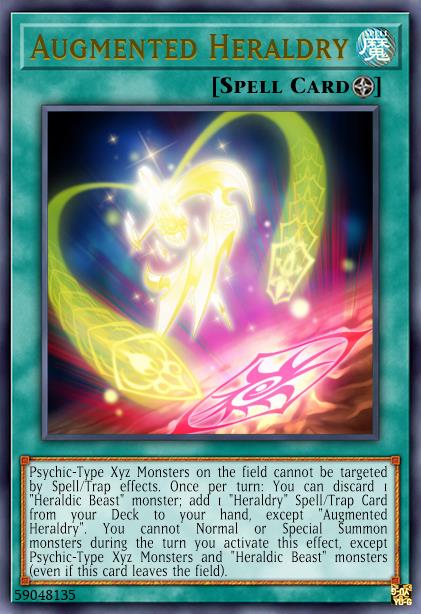 Augmented Heraldry
SPELL
魔
[Spell Card]
Psychic-Type Xyz Monsters on the field cannot be targeted
by Spell/Trap effects. Once per turn: You can discard 1
"Heraldic Beast" monster; add 1 "Heraldry" Spell/Trap Card
from your Deck to your hand, except "Augmented
Heraldry". You cannot Normal or Special Summon
monsters during the turn you activate this effect, except
Psychic-Type Xyz Monsters and "Heraldic Beast" monsters
(even if this card leaves the field).
59048135